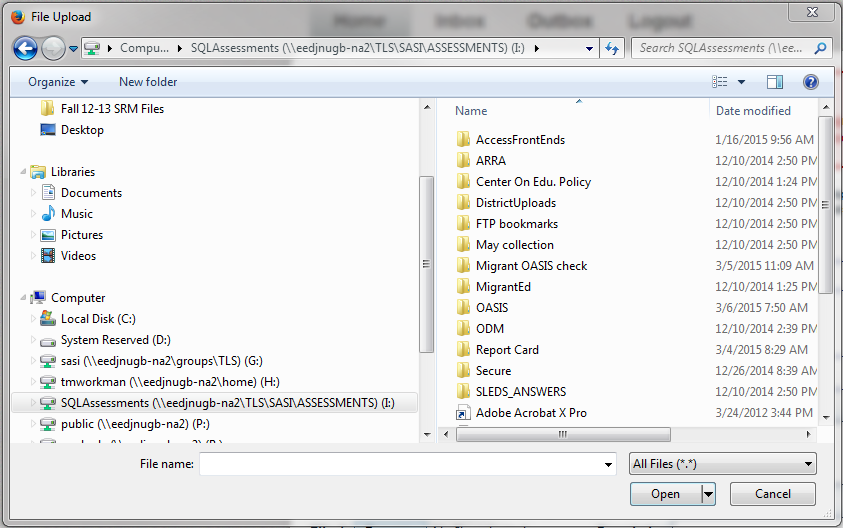 File Upload
Home Inbox Outbox Logout
Compu... SQLAssessments (\\eedjnugb-na2\TLS\SASI\ASSESSMENTS) (I:) Search SQLAssessments (\\ee...
Organize New folder
Fall 12-13 SRM Files
Desktop
Libraries
Documents
Music
Pictures
Videos
Computer
Local Disk (C:)
System Reserved (D:)
sasi (\\eedjnugb-na2\groups\TLS) (G:)
tmworkman (\\eedjnugb-na2\home) (H:)
SQLAssessments (\\eedjnugb-na2\TLS\SASI\ASSESSMENTS) (I:)
public (\\eedjnugb-na2) (P:)
Name Date modified
AccessFrontEnds 1/16/2015 9:56 AM
ARRA 12/10/2014 2:50 PM
Center On Edu. Policy 12/10/2014 1:24 PM
DistrictUploads 12/10/2014 2:50 PM
FTP bookmarks 12/10/2014 2:50 PM
May collection 12/10/2014 2:50 PM
Migrant OASIS check 3/5/2015 11:09 AM
MigrantEd 12/10/2014 1:25 PM
OASIS 3/6/2015 7:50 AM
ODM 12/10/2014 2:39 PM
Report Card 3/4/2015 8:29 AM
Secure 12/26/2014 8:39 AM
SLEDS_ANSWERS 12/10/2014 2:50 PM
Adobe Acrobat X Pro 3/24/2012 3:44 PM
File name: All Files (*.*)
Open Cancel